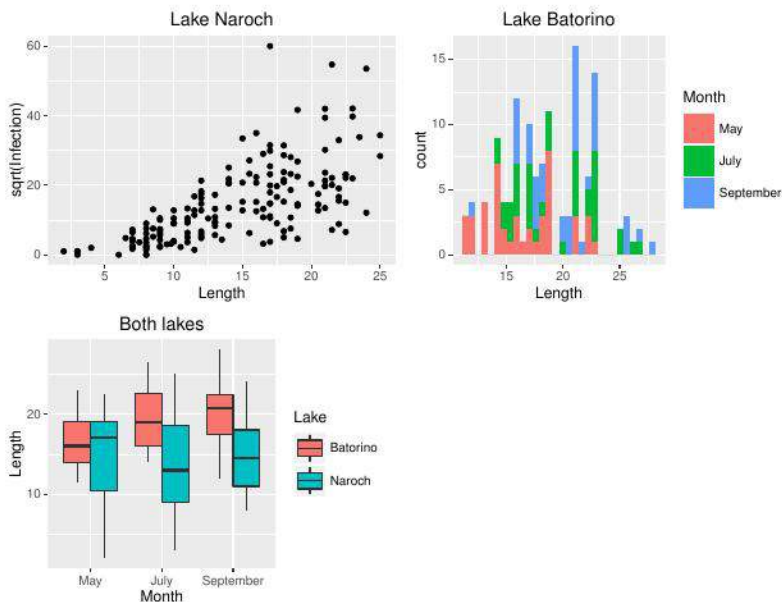 Lake Naroch
60
40
20
0
sqrt(Infection)
5
10
15
20
25
Length
Lake Batorino
15
10
5
0
count
15
20
25
Length
Month
May
July
September
Both lakes
20
10
Length
May
July
September
Month
Lake
Batorino
Naroch